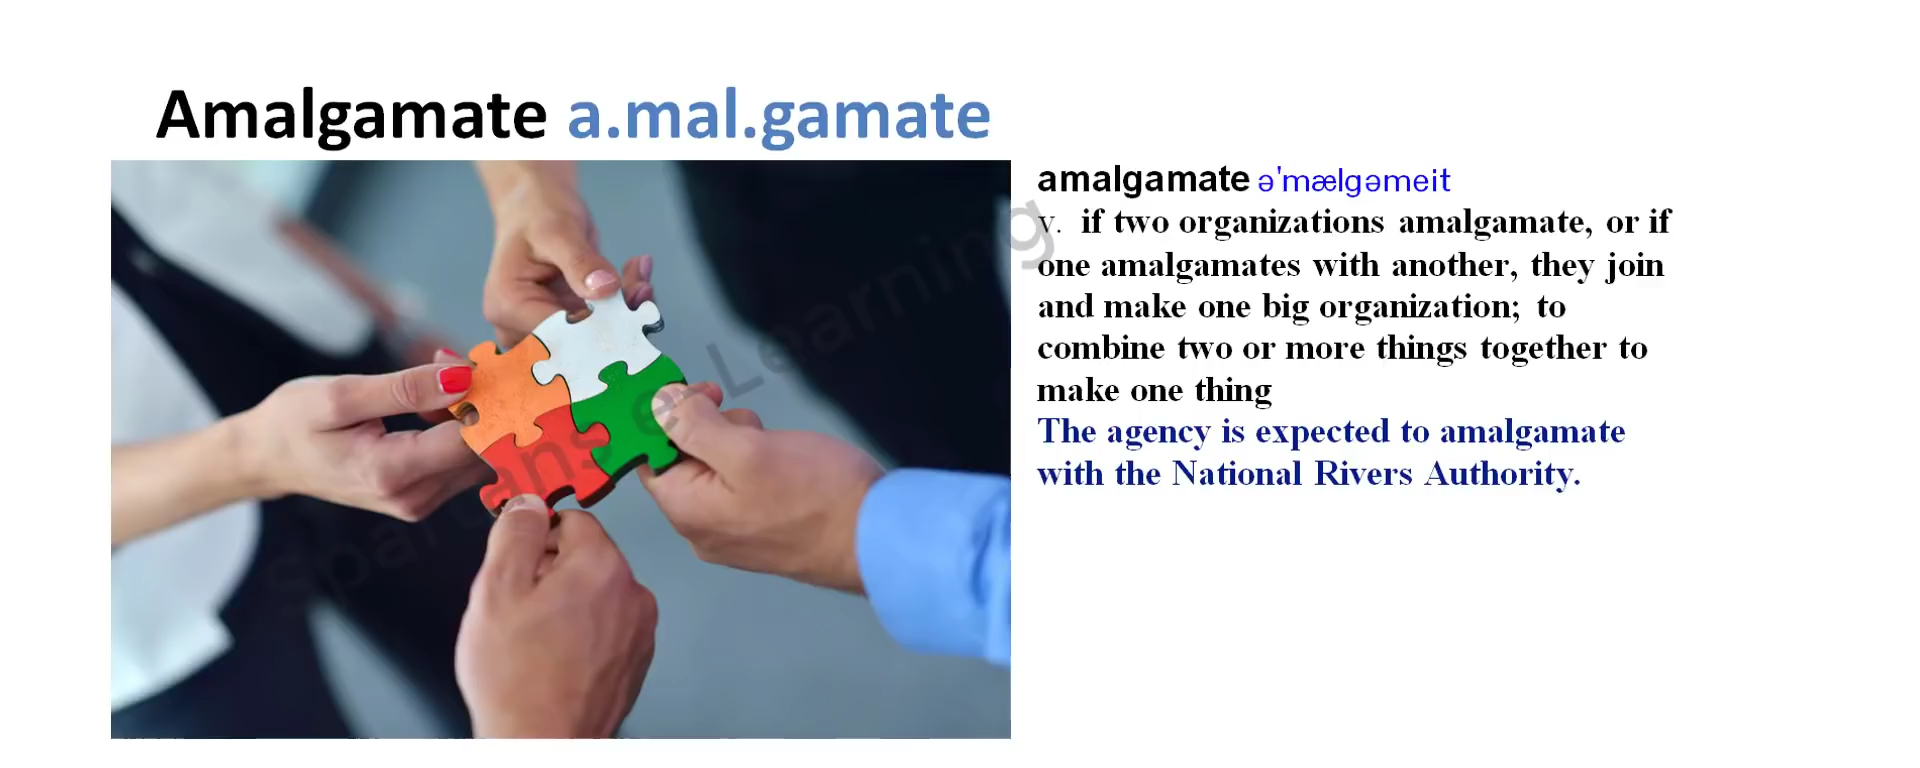 Amalgamate a.mal.gamate
amalgamate ə'mælgəmeit
v. if two organizations amalgamate, or if
one amalgamates with another, they join
and make one big organization; to
combine two or more things together to
make one thing
The agency is expected to amalgamate
with the National Rivers Authority.
Spartans e-Learning